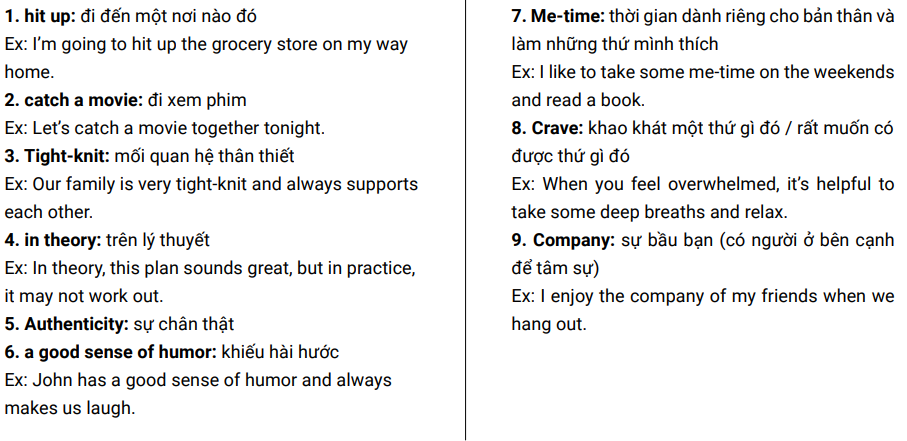 1. hit up: đi đến một nơi nào đó
Ex: I’m going to hit up the grocery store on my way
home.
2. catch a movie: đi xem phim
Ex: Let’s catch a movie together tonight.
3. Tight-knit: mối quan hệ thân thiết
Ex: Our family is very tight-knit and always supports
each other.
4. in theory: trên lý thuyết
Ex: In theory, this plan sounds great, but in practice,
it may not work out.
5. Authenticity: sự chân thật
6. a good sense of humor: khiếu hài hước
Ex: John has a good sense of humor and always
makes us laugh.
7. Me-time: thời gian dành riêng cho bản thân và
làm những thứ mình thích
Ex: I like to take some me-time on the weekends
and read a book.
8. Crave: khao khát một thứ gì đó / rất muốn có
được thứ gì đó
Ex: When you feel overwhelmed, it’s helpful to
take some deep breaths and relax.
9. Company: sự bầu bạn (có người ở bên cạnh
để tâm sự)
Ex: I enjoy the company of my friends when we
hang out.